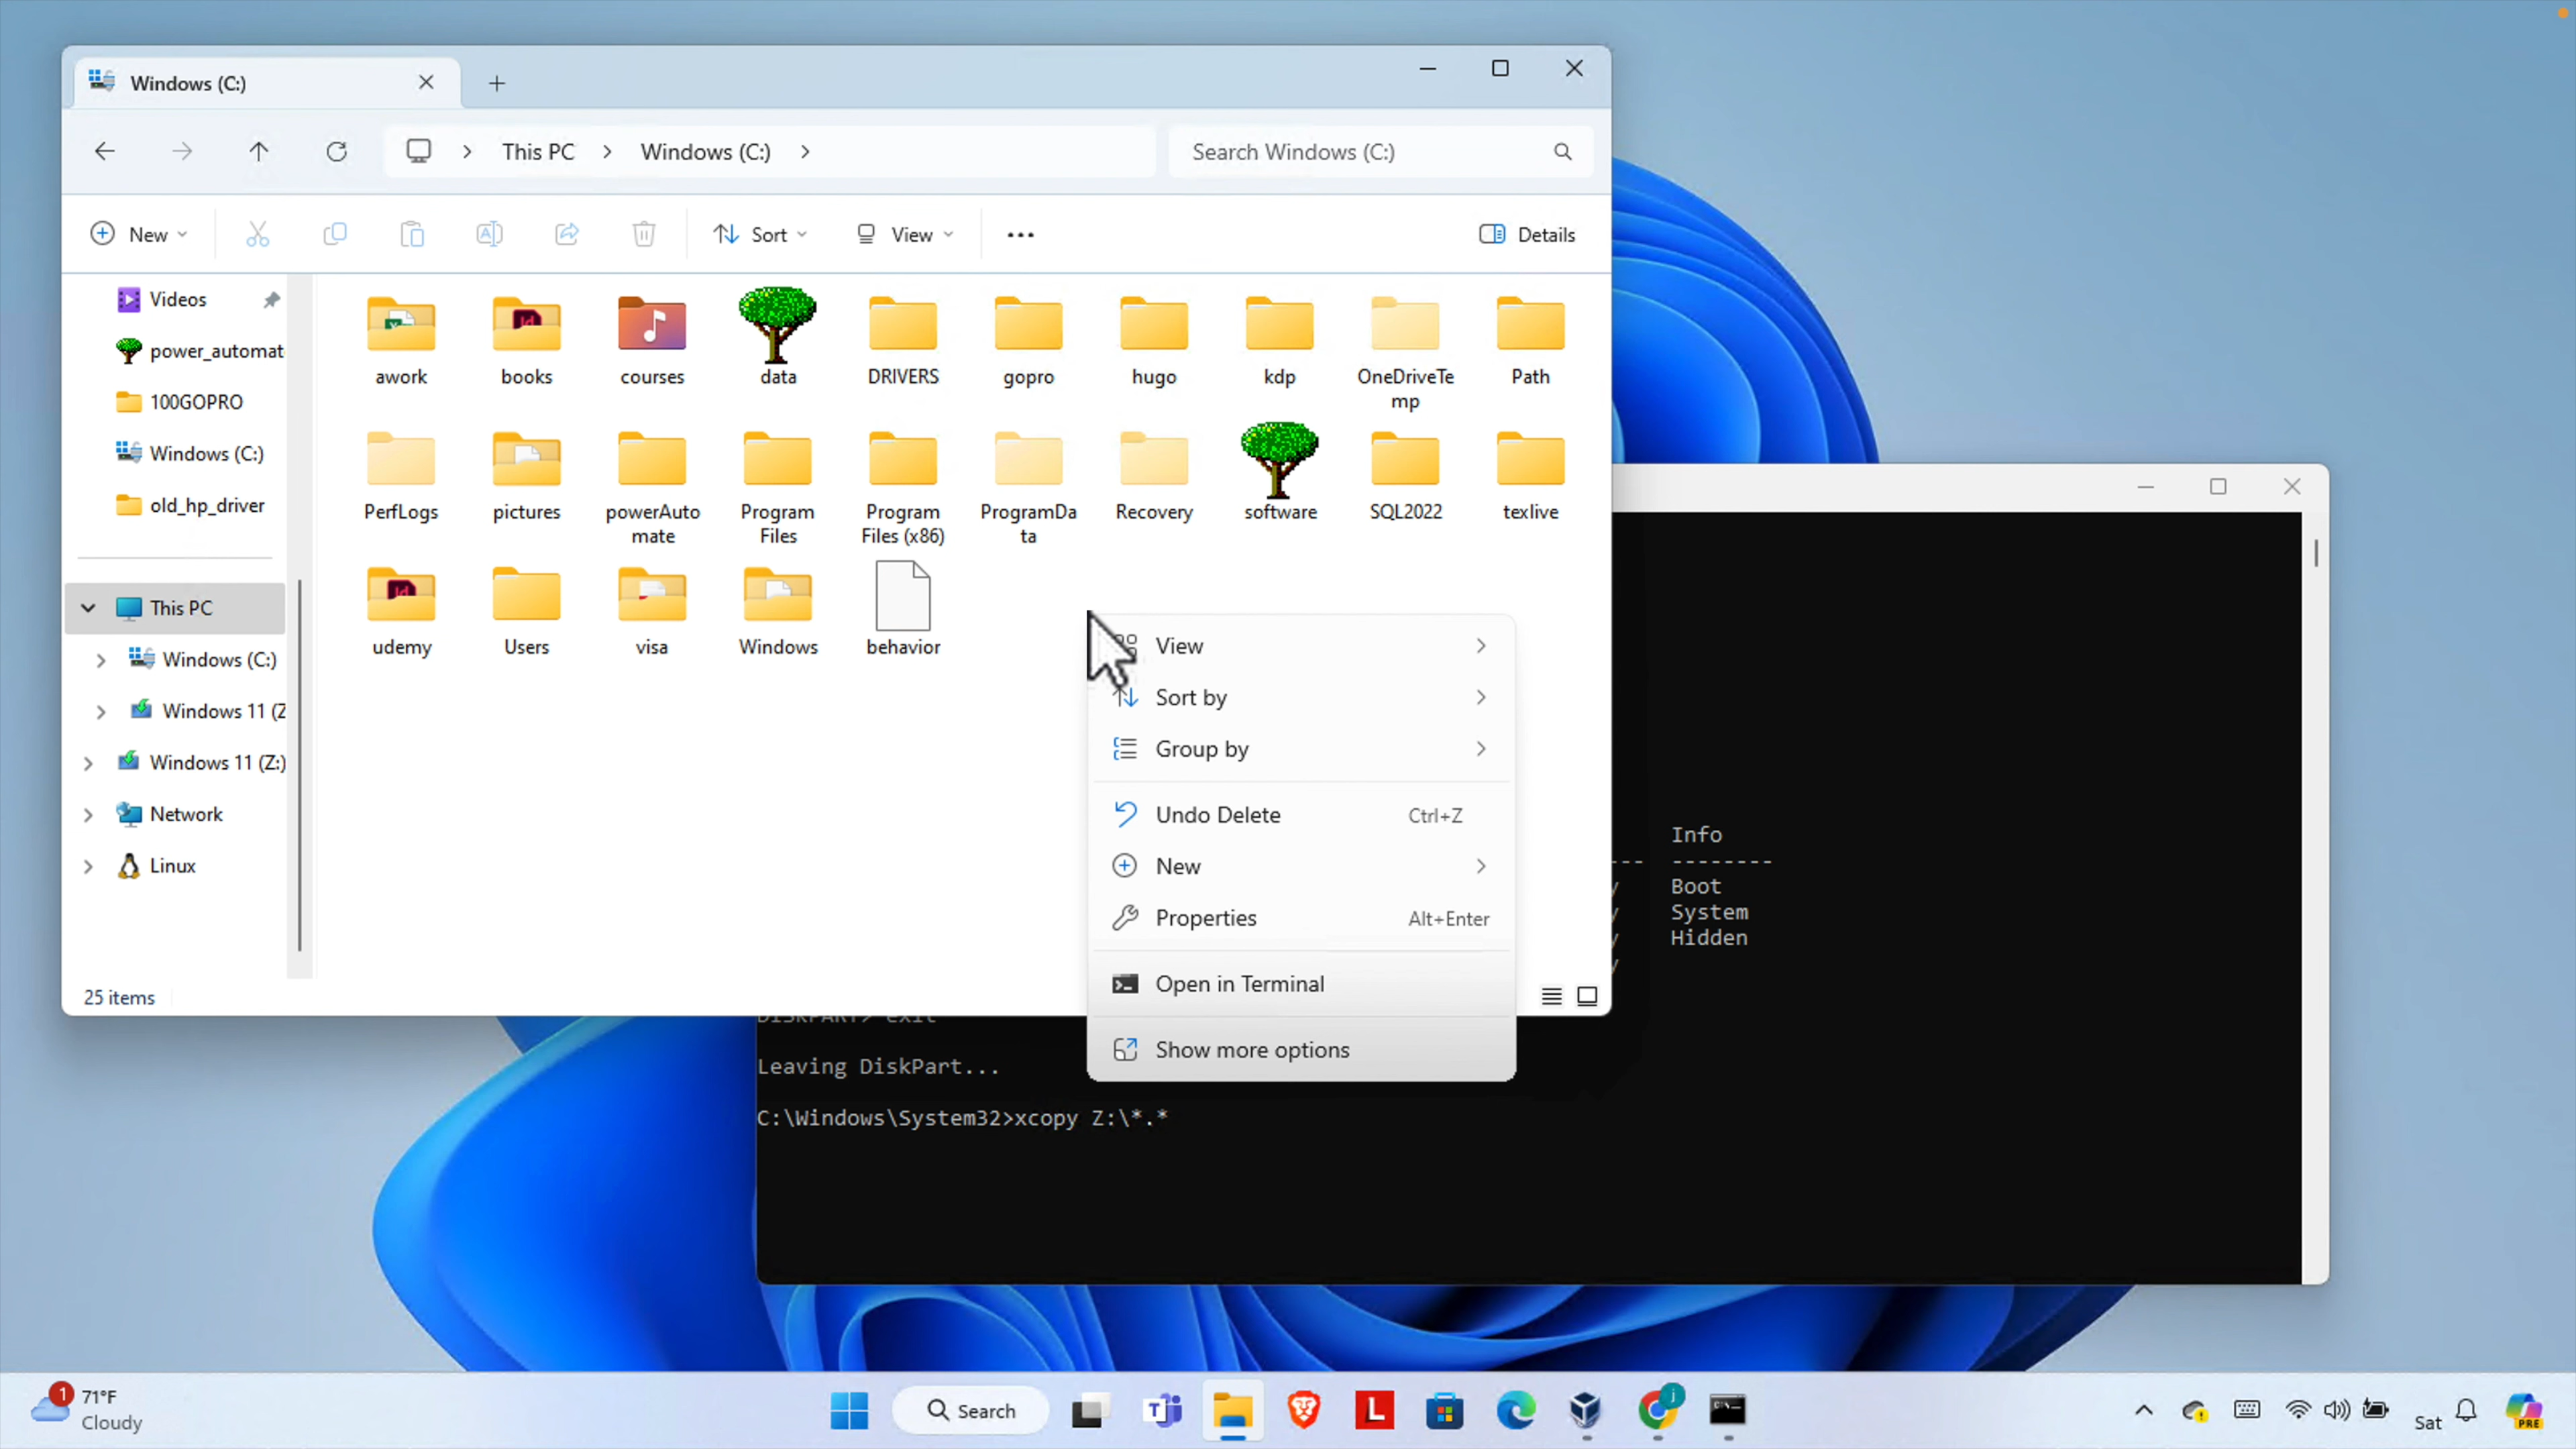 Windows (C:)
This PC
Windows (C:)
Search Windows (C:)
New
Sort
View
Details
Videos
power_automat
100GOPRO
Windows (C:)
old_hp_driver
This PC
Windows (C:)
Windows 11 (Z
Windows 11 (Z:)
Network
Linux
awork
books
courses
data
DRIVERS
gopro
hugo
kdp
OneDriveTe
mp
Path
PerfLogs
pictures
powerAuto
mate
Program
Files
Program
Files (x86)
ProgramDa
ta
Recovery
software
SQL2022
texlive
udemy
Users
visa
Windows
behavior
25 items
View
Sort by
Group by
Undo Delete Ctrl+Z
New
Properties Alt+Enter
Open in Terminal
Show more options
Info
--- --------
y Boot
y System
y Hidden
y
DISKPART> exit
Leaving DiskPart...
C:\Windows\System32>xcopy Z:\*.*
1
71°F
Cloudy
Search
T
L
j
Sat
PRE